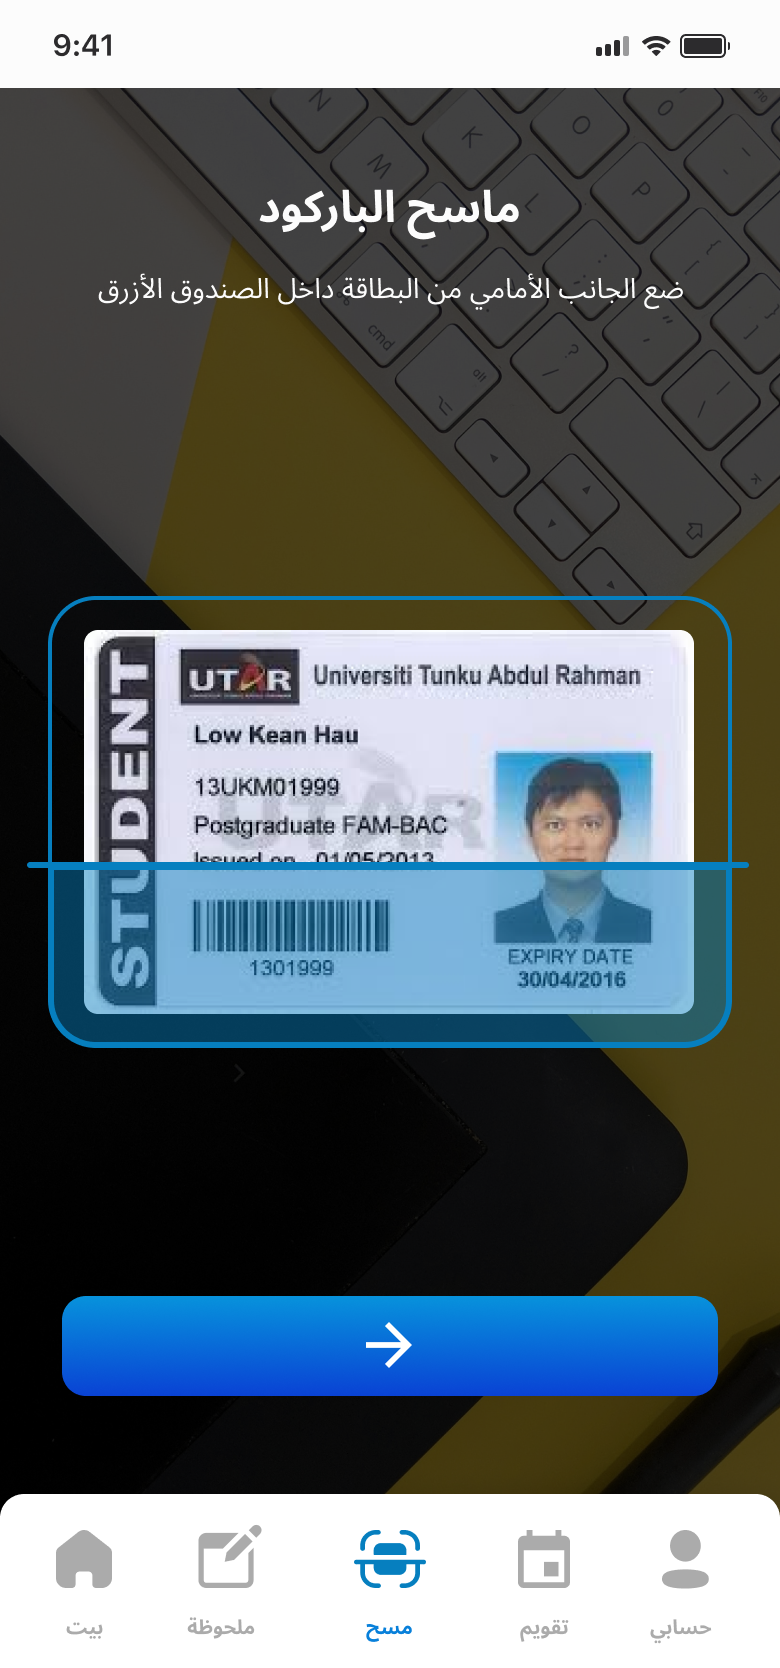 9:41
ماسح الباركود
ضع الجانب الأمامي من البطاقة داخل الصندوق الأزرق
N
K
O
M
L
P
cmd
alt
STUDENT
UTAR
Universiti Tunku Abdul Rahman
Low Kean Hau
13UKM01999
Postgraduate FAM-BAC
Issued on 01/05/2013
1301999
EXPIRY DATE
30/04/2016
بيت
ملحوظة
مسح
تقويم
حسابي